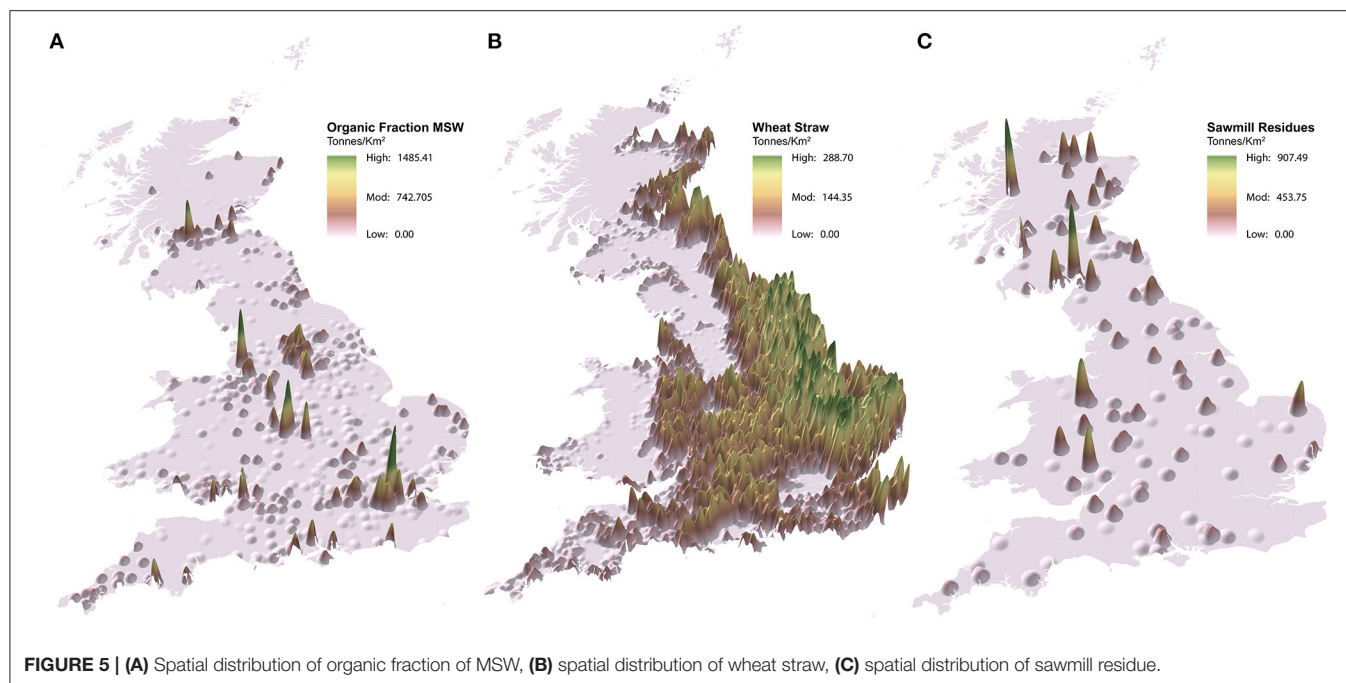 A
Organic Fraction MSW
Tonnes/Km²
High: 1485.41
Mod: 742.705
Low: 0.00
B
Wheat Straw
Tonnes/Km²
High: 288.70
Mod: 144.35
Low: 0.00
C
Sawmill Residues
Tonnes/Km²
High: 907.49
Mod: 453.75
Low: 0.00
FIGURE 5 | (A) Spatial distribution of organic fraction of MSW, (B) spatial distribution of wheat straw, (C) spatial distribution of sawmill residue.